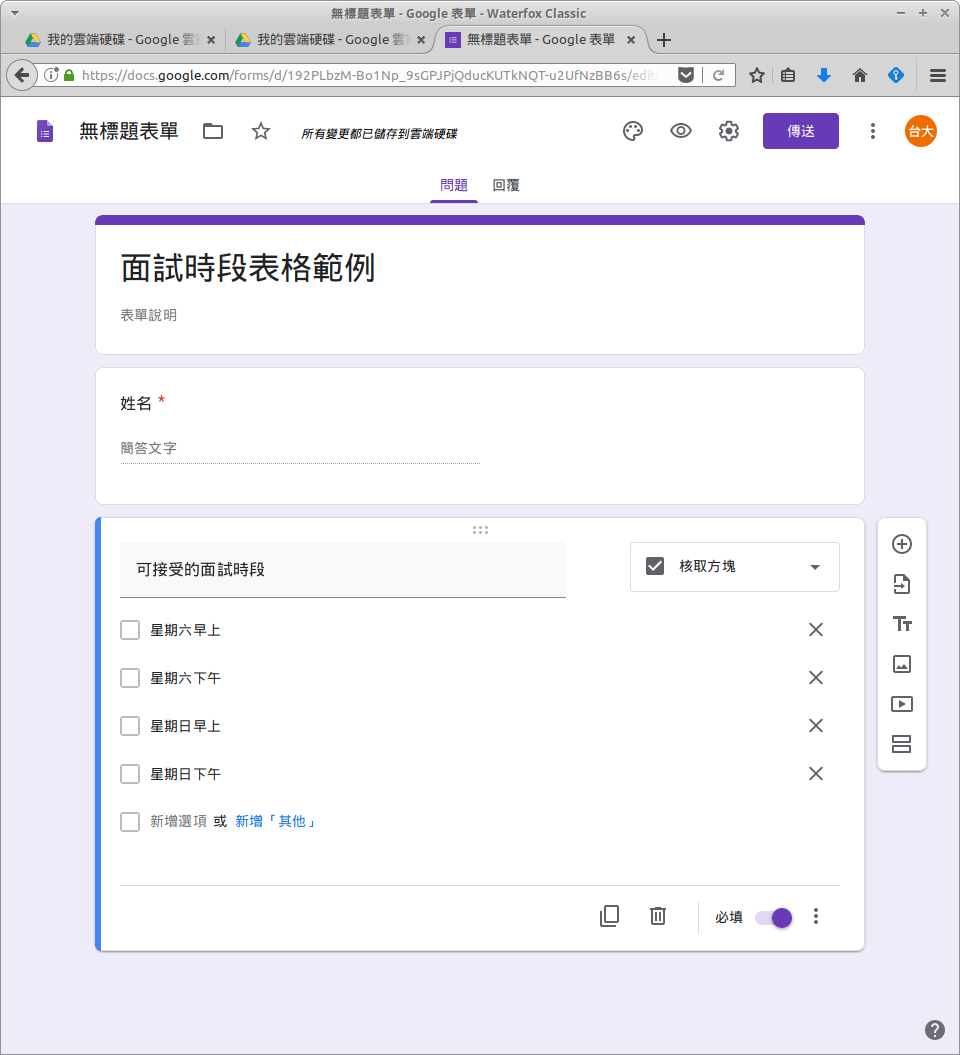 無標題表單 - Google 表單 - Waterfox Classic
我的雲端硬碟 - Google 雲
我的雲端硬碟 - Google 雲
無標題表單 - Google 表單
https://docs.google.com/forms/d/192PLbzM-Bo1Np_9sGPJPjQducKUTkNQT-u2UfNzBB6s/edit
無標題表單
所有變更都已儲存到雲端硬碟
傳送
台大
問題
回覆
面試時段表格範例
表單說明
姓名 *
簡答文字
可接受的面試時段
核取方塊
星期六早上
星期六下午
星期日早上
星期日下午
新增選項 或 新增「其他」
必填